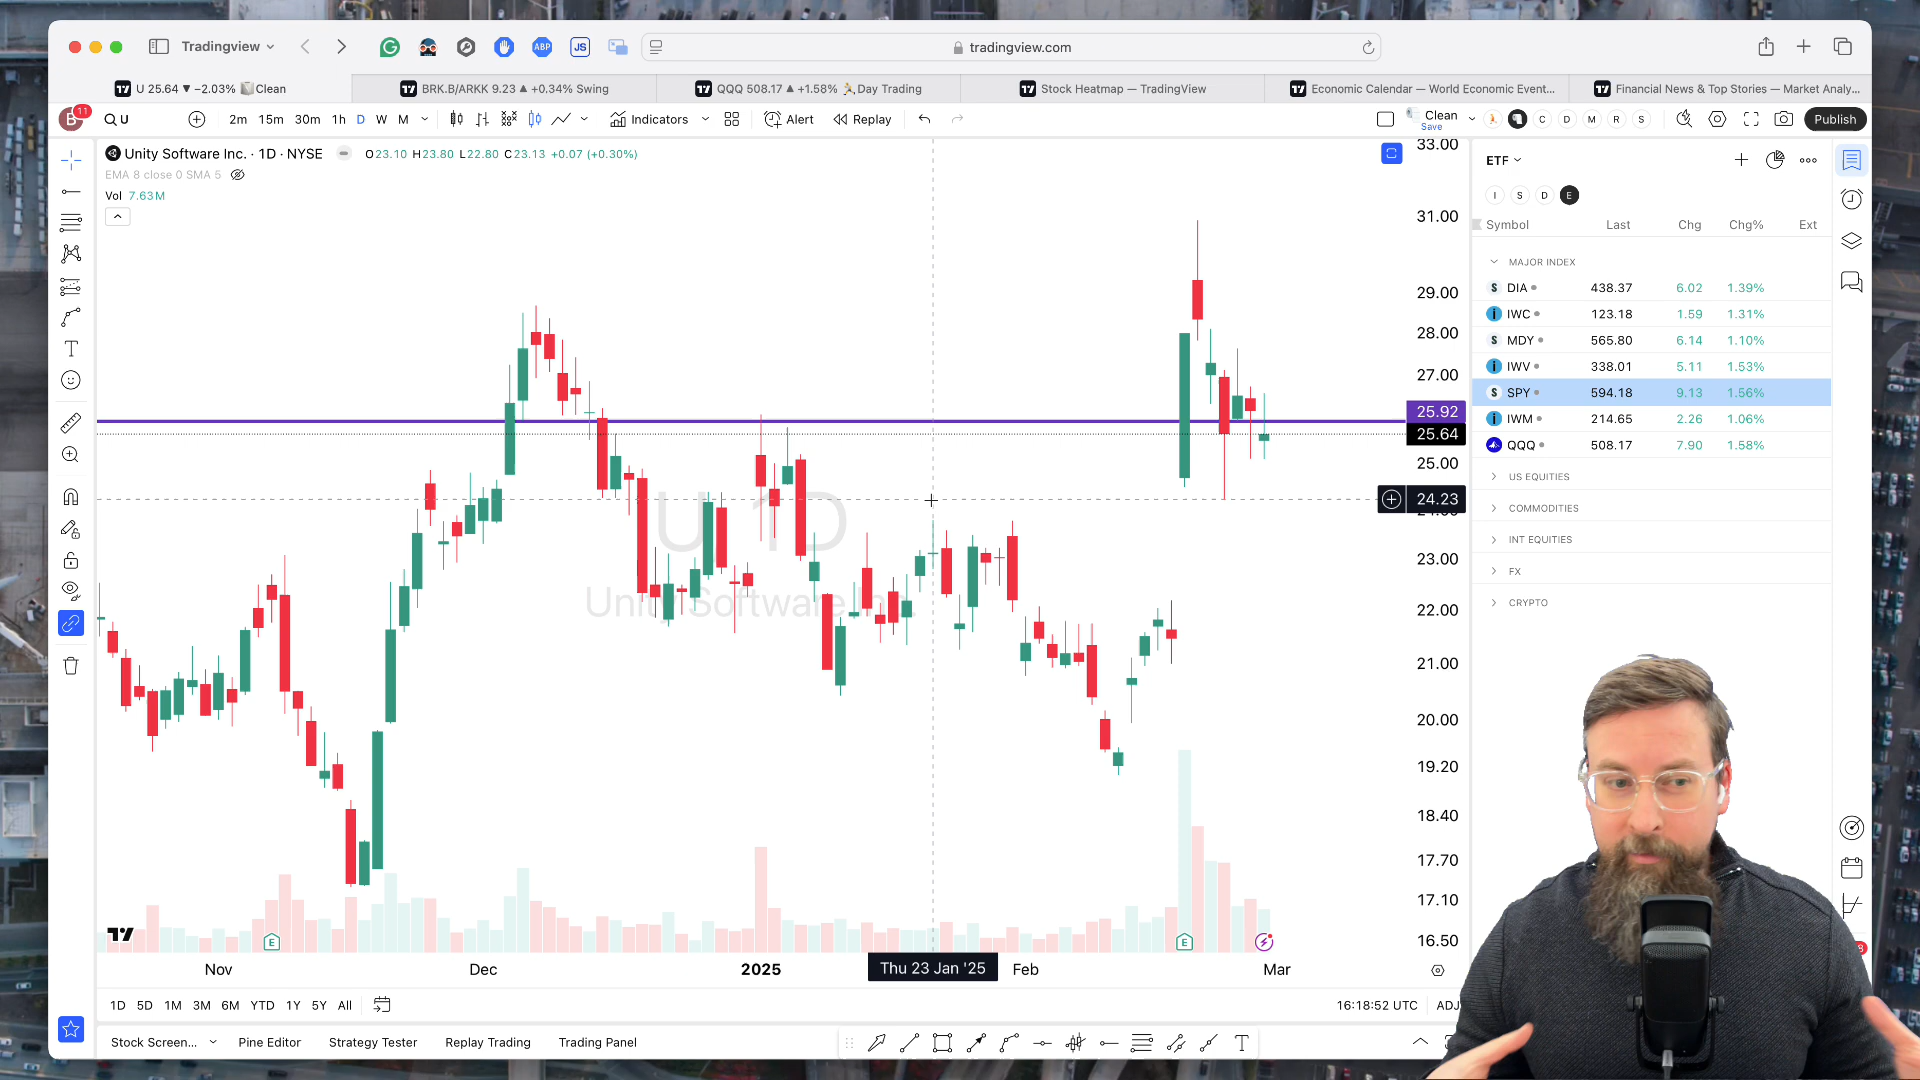 Tradingview
ABP
JS
tradingview.com
U 25.64 ▼ −2.03% Clean
BRK.B/ARKK 9.23 ▲ +0.34% Swing
QQQ 508.17 ▲ +1.58% Day Trading
Stock Heatmap — TradingView
Economic Calendar — World Economic Event...
Financial News & Top Stories — Market Analy...
B
11
U
2m 15m 30m 1h D W M
Indicators
Alert
Replay
Clean
Save
C D M R S
Publish
Unity Software Inc. · 1D · NYSE
O23.10 H23.80 L22.80 C23.13 +0.07 (+0.30%)
EMA 8 close 0 SMA 5
Vol 7.63M
U 1D
Unity Software Inc.
33.00
31.00
29.00
28.00
27.00
25.92
25.64
25.00
24.23
23.00
22.00
21.00
20.00
19.20
18.40
17.70
17.10
16.50
E
E
Nov Dec 2025 Thu 23 Jan '25 Feb Mar
1D 5D 1M 3M 6M YTD 1Y 5Y All
16:18:52 UTC
ADJ
Stock Screen... Pine Editor Strategy Tester Replay Trading Trading Panel
ETF
I S D E
Symbol Last Chg Chg% Ext
MAJOR INDEX
DIA 438.37 6.02 1.39%
IWC 123.18 1.59 1.31%
MDY 565.80 6.14 1.10%
IWV 338.01 5.11 1.53%
SPY 594.18 9.13 1.56%
IWM 214.65 2.26 1.06%
QQQ 508.17 7.90 1.58%
US EQUITIES
COMMODITIES
INT EQUITIES
FX
CRYPTO